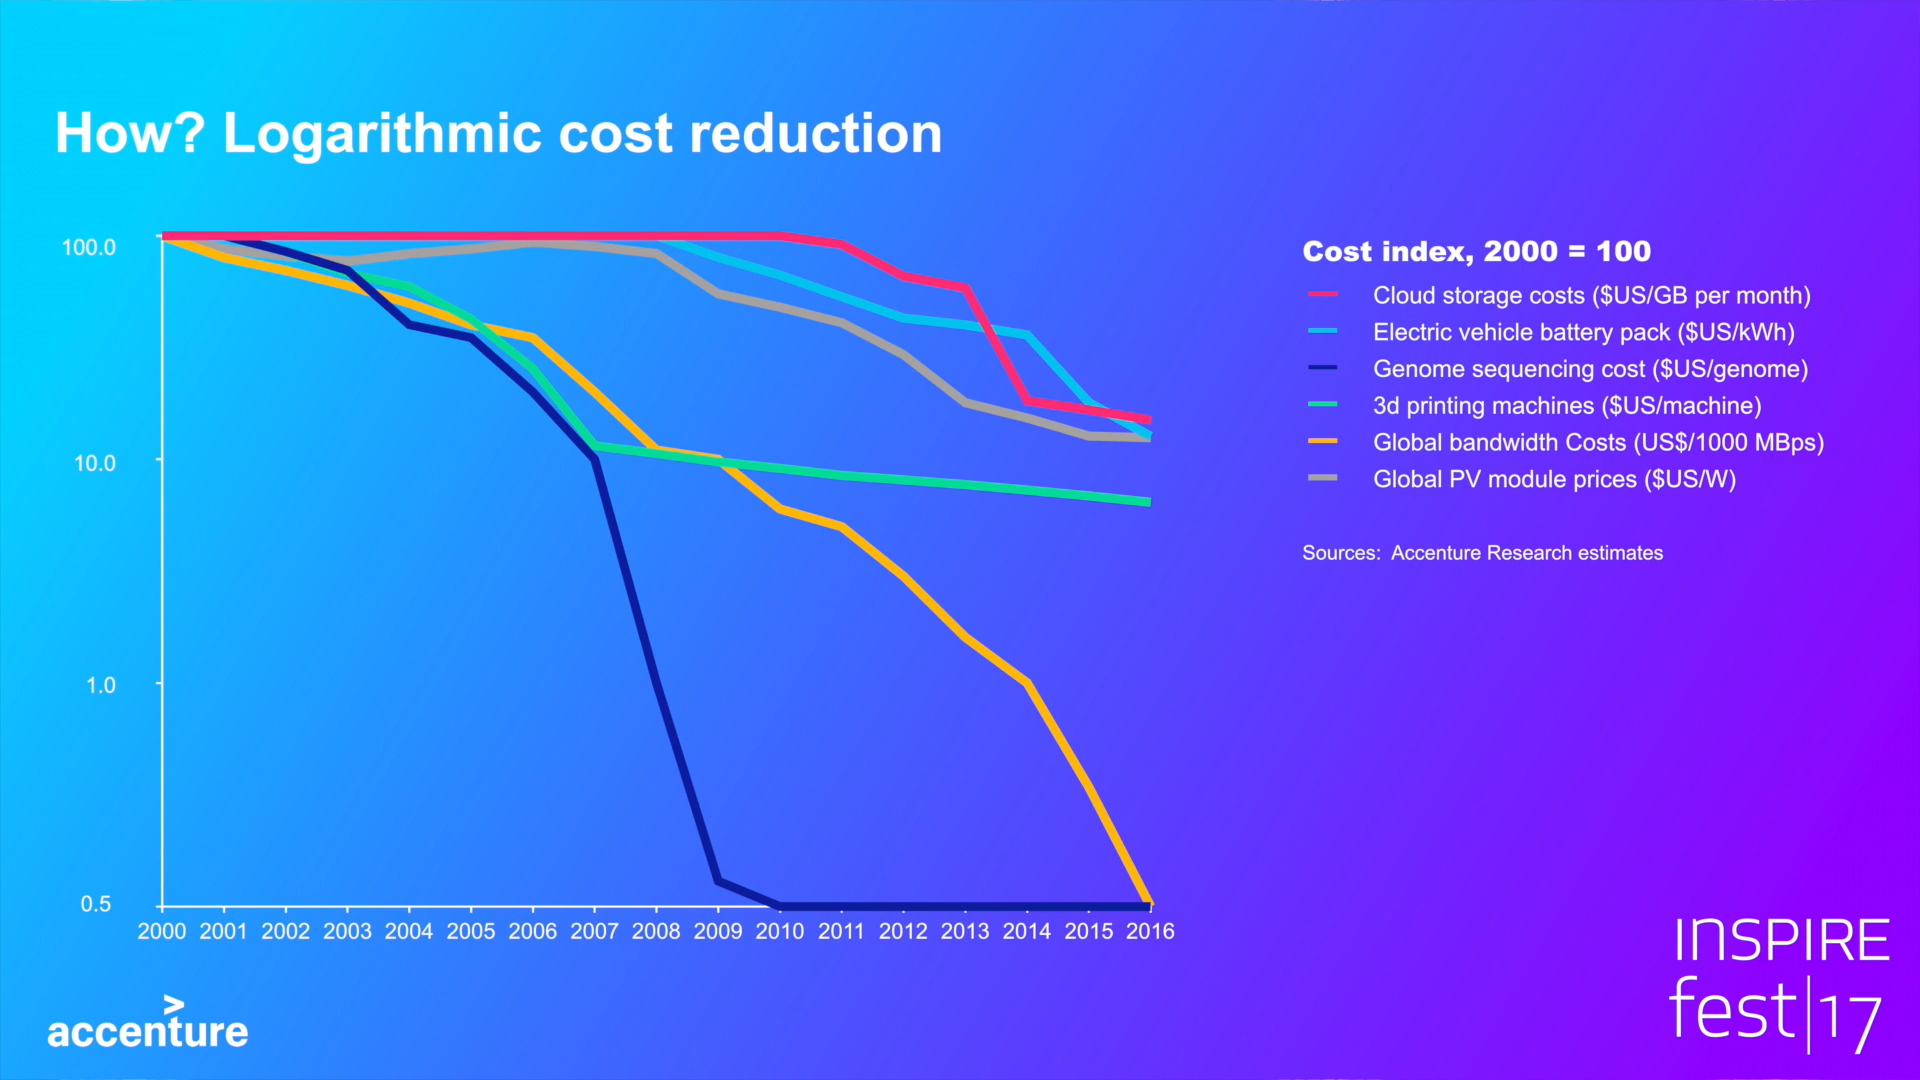 How? Logarithmic cost reduction
100.0
10.0
1.0
0.5
2000 2001 2002 2003 2004 2005 2006 2007 2008 2009 2010 2011 2012 2013 2014 2015 2016
Cost index, 2000 = 100
Cloud storage costs ($US/GB per month)
Electric vehicle battery pack ($US/kWh)
Genome sequencing cost ($US/genome)
3d printing machines ($US/machine)
Global bandwidth Costs (US$/1000 MBps)
Global PV module prices ($US/W)
Sources: Accenture Research estimates
accenture
INSPIRE
fest|17